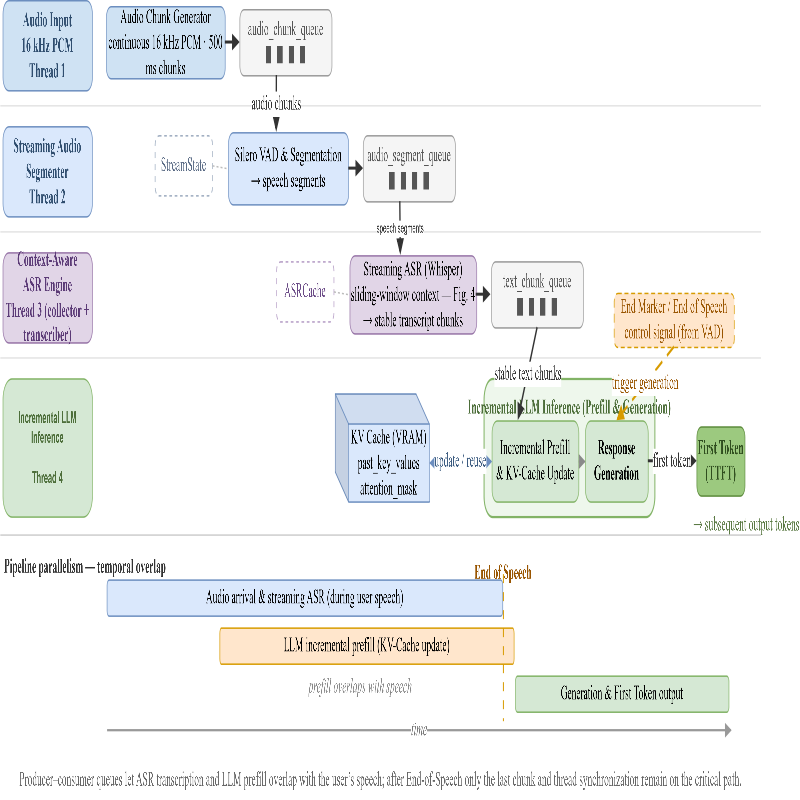 Audio Input
16 kHz PCM
Thread 1
Audio Chunk Generator
continuous 16 kHz PCM · 500
ms chunks
audio_chunk_queue
audio chunks
Streaming Audio
Segmenter
Thread 2
StreamState
Silero VAD & Segmentation
→ speech segments
audio_segment_queue
speech segments
Context-Aware
ASR Engine
Thread 3 (collector +
transcriber)
ASRCache
Streaming ASR (Whisper)
sliding-window context — Fig. 4
→ stable transcript chunks
text_chunk_queue
End Marker / End of Speech
control signal (from VAD)
stable text chunks
trigger generation
Incremental LLM
Inference
Thread 4
KV Cache (VRAM)
past_key_values
attention_mask
update / reuse
Incremental LLM Inference (Prefill & Generation)
Incremental Prefill
& KV-Cache Update
Response
Generation
first token
First Token
(TTFT)
→ subsequent output tokens
Pipeline parallelism — temporal overlap
End of Speech
Audio arrival & streaming ASR (during user speech)
LLM incremental prefill (KV-Cache update)
prefill overlaps with speech
Generation & First Token output
time
Producer–consumer queues let ASR transcription and LLM prefill overlap with the user's speech; after End-of-Speech only the last chunk and thread synchronization remain on the critical path.